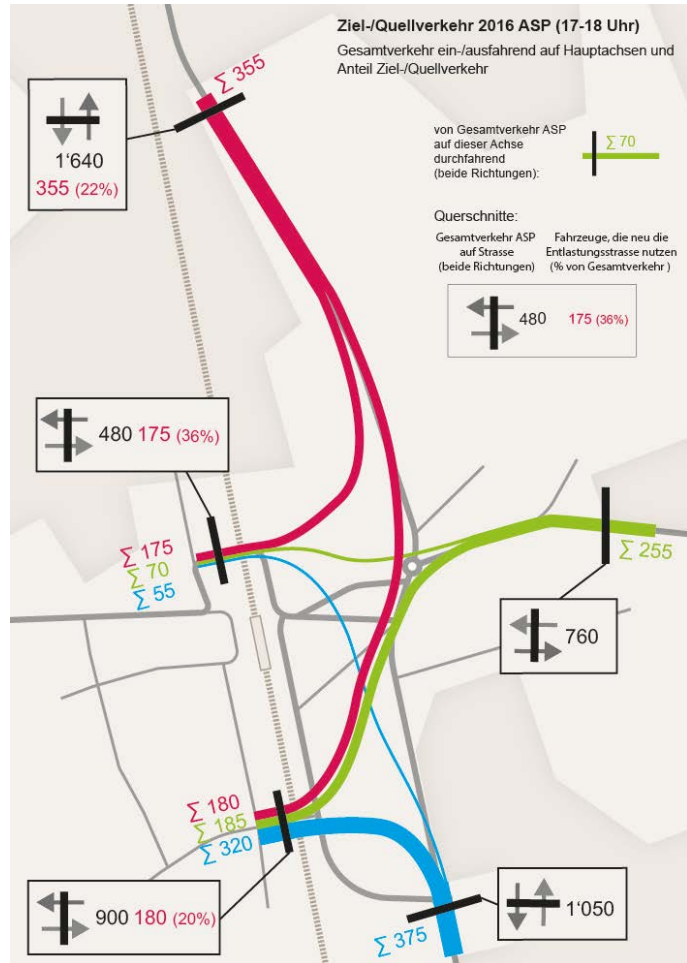 Ziel-/Quellverkehr 2016 ASP (17-18 Uhr)
Gesamtverkehr ein-/ausfahrend auf Hauptachsen und
Anteil Ziel-/Quellverkehr
∑ 355
1‘640
355 (22%)
von Gesamtverkehr ASP
auf dieser Achse
durchfahrend
(beide Richtungen):
∑ 70
Querschnitte:
Gesamtverkehr ASP
auf Strasse
(beide Richtungen)
Fahrzeuge, die neu die
Entlastungsstrasse nutzen
(% von Gesamtverkehr )
480 175 (36%)
480 175 (36%)
∑ 175
∑ 70
∑ 55
∑ 255
760
∑ 180
∑ 185
∑ 320
900 180 (20%)
∑ 375
1‘050